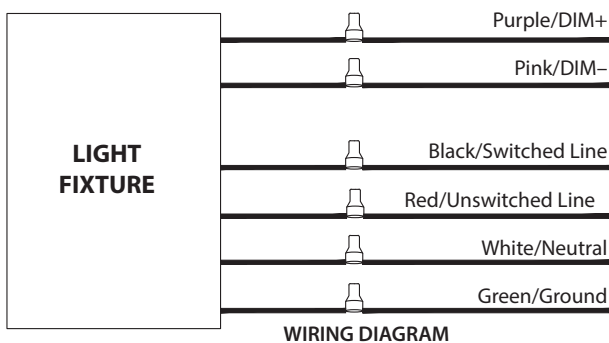 Purple/DIM+
Pink/DIM–
LIGHT
FIXTURE
Black/Switched Line
Red/Unswitched Line
White/Neutral
Green/Ground
WIRING DIAGRAM